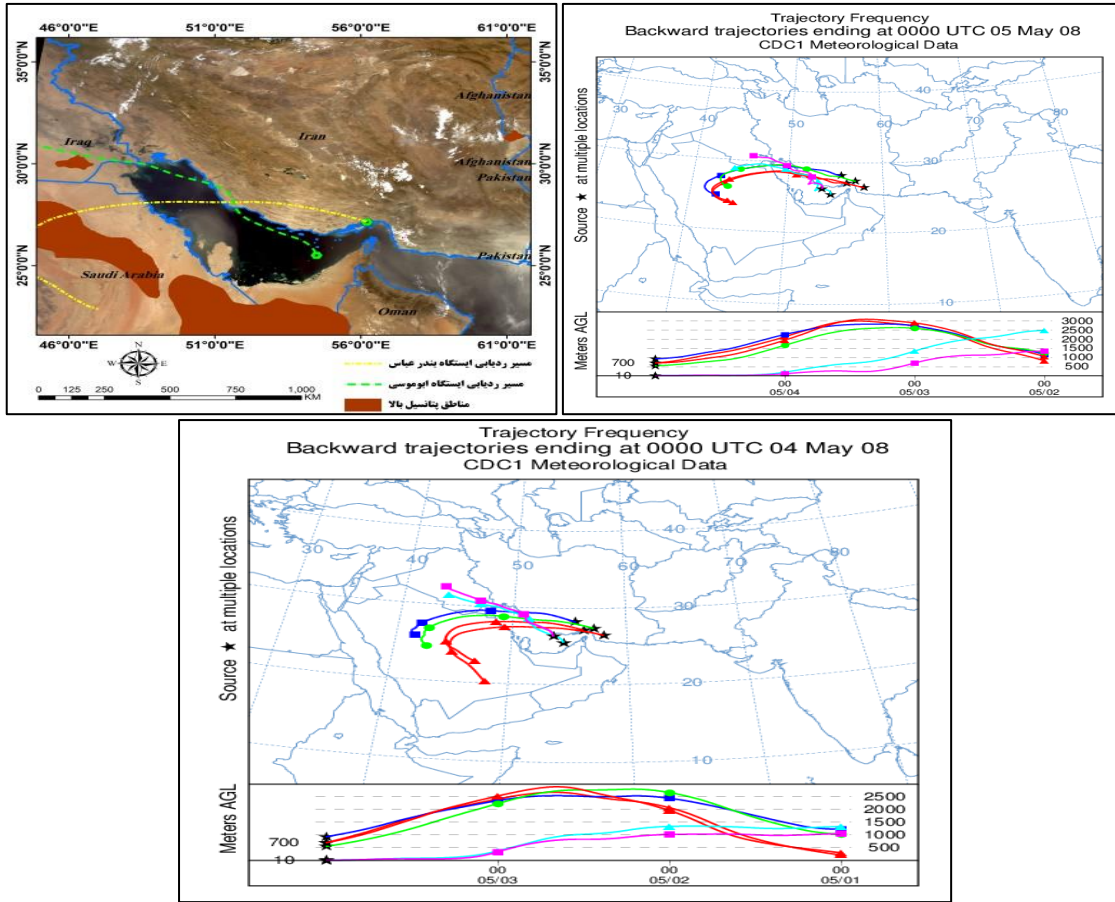 46°0'0"E 51°0'0"E 56°0'0"E 61°0'0"E
35°0'0"N
30°0'0"N
25°0'0"N
35°0'0"N
30°0'0"N
25°0'0"N
Afghanistan
Iraq
Iran
Afghanistan
Pakistan
Pakistan
Saudi Arabia
Oman
N
W E
S
0 125 250 500 750 1,000
KM
مسیر ردیابی ایستگاه بندر عباس
مسیر ردیابی ایستگاه ابوموسی
مناطق پتانسیل بالا
46°0'0"E 51°0'0"E 56°0'0"E 61°0'0"E
Trajectory Frequency
Backward trajectories ending at 0000 UTC 05 May 08
CDC1 Meteorological Data
Source ★ at multiple locations
30 40 50 60 70 80
40
30
20
10
Meters AGL
700
10
3000
2500
2000
1500
1000
500
00 00 00
05/04 05/03 05/02
Trajectory Frequency
Backward trajectories ending at 0000 UTC 04 May 08
CDC1 Meteorological Data
Source ★ at multiple locations
30 40 50 60 70 80
40
30
20
10
Meters AGL
700
10
2500
2000
1500
1000
500
00 00 00
05/03 05/02 05/01